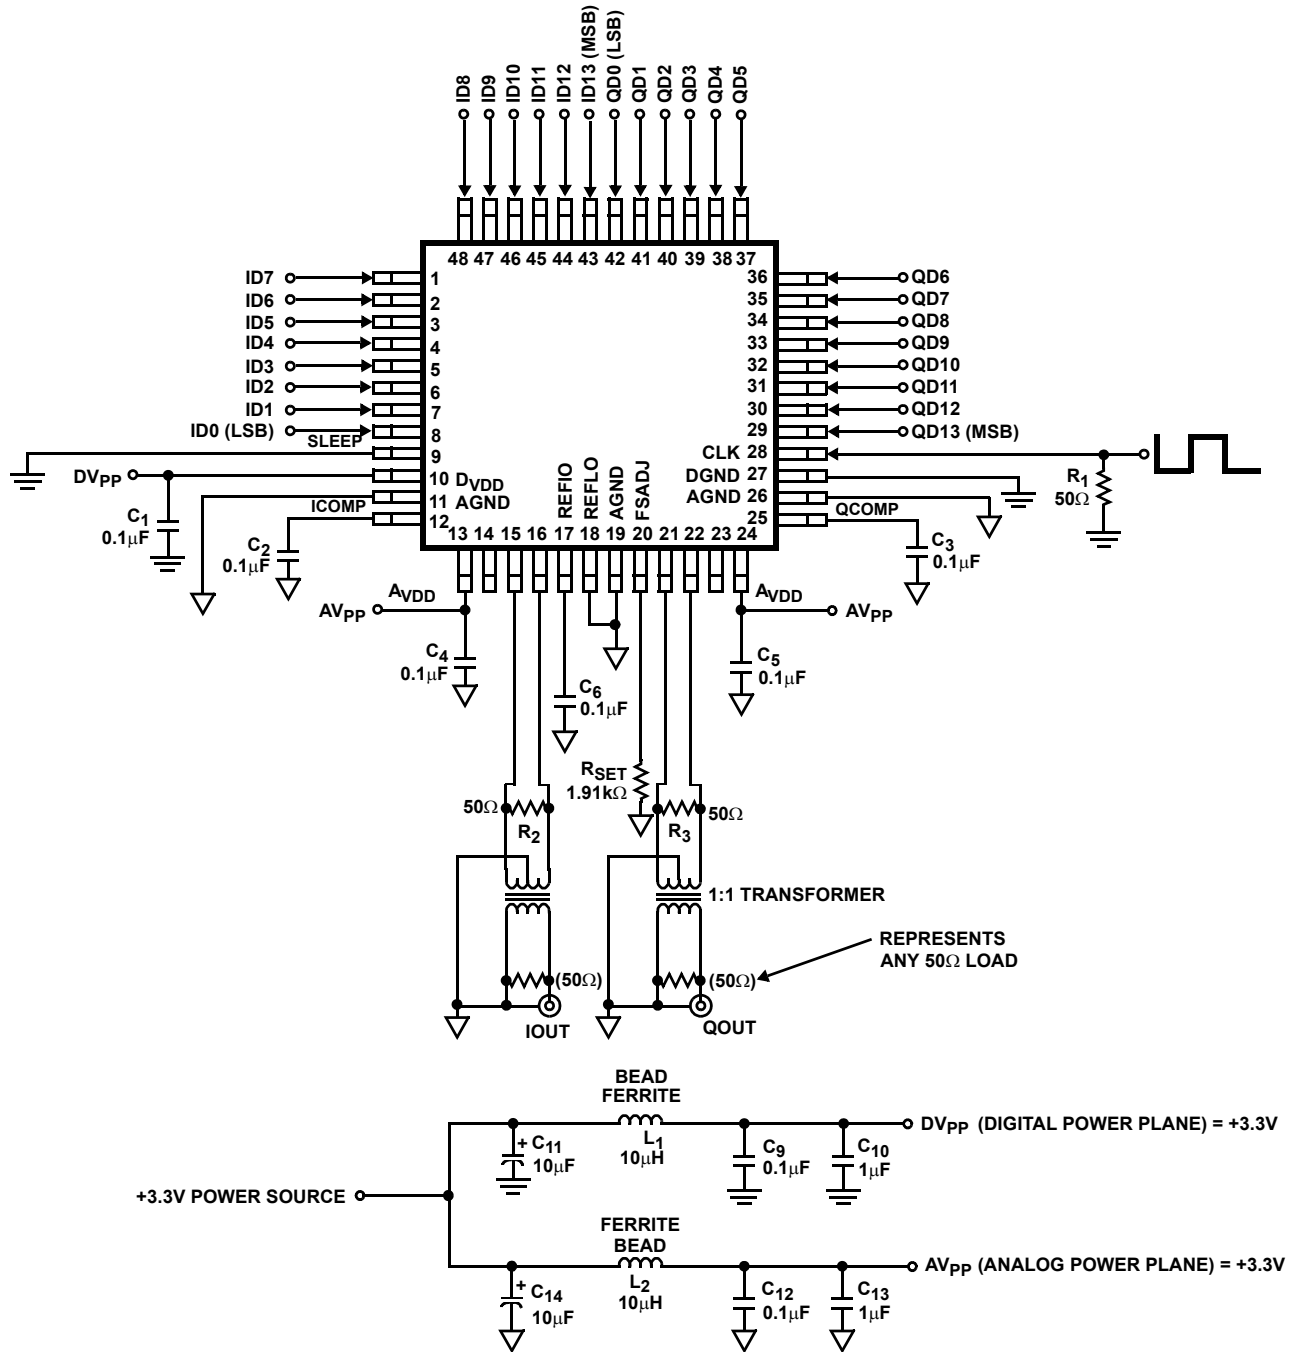 ID8
ID9
ID10
ID11
ID12
ID13 (MSB)
QD0 (LSB)
QD1
QD2
QD3
QD4
QD5
48 47 46 45 44 43 42 41 40 39 38 37
ID7
ID6
ID5
ID4
ID3
ID2
ID1
ID0 (LSB)
SLEEP
DVPP
ICOMP
1
2
3
4
5
6
7
8
9
10 DVDD
11 AGND
12
36
35
34
33
32
31
30
29
CLK 28
DGND 27
AGND 26
25
QD6
QD7
QD8
QD9
QD10
QD11
QD12
QD13 (MSB)
QCOMP
R1
50Ω
REFIO
REFLO
AGND
FSADJ
13 14 15 16 17 18 19 20 21 22 23 24
C1
0.1μF
C2
0.1μF
C3
0.1μF
AVDD
AVPP
AVDD
AVPP
C4
0.1μF
C5
0.1μF
C6
0.1μF
RSET
1.91kΩ
50Ω
R2
R3
50Ω
1:1 TRANSFORMER
REPRESENTS
ANY 50Ω LOAD
(50Ω)
(50Ω)
IOUT
QOUT
BEAD
FERRITE
L1
10μH
+ C11
10μF
C9
0.1μF
C10
1μF
DVPP (DIGITAL POWER PLANE) = +3.3V
+3.3V POWER SOURCE
FERRITE
BEAD
L2
10μH
+ C14
10μF
C12
0.1μF
C13
1μF
AVPP (ANALOG POWER PLANE) = +3.3V